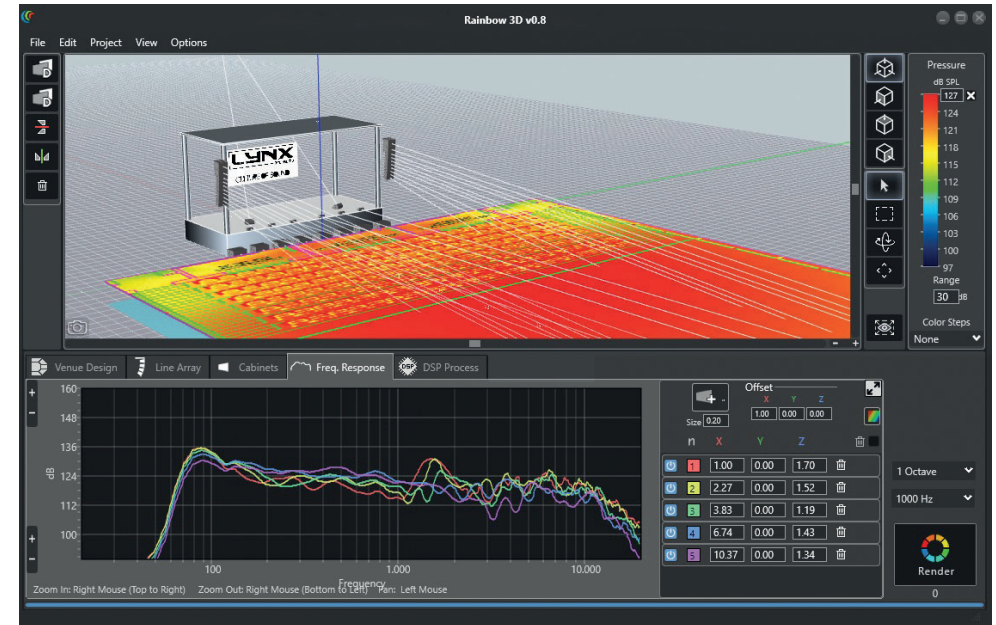 Rainbow 3D v0.8
File Edit Project View Options
D
D
LYNX
CULTURE OF SOUND
Pressure
dB SPL
127
124
121
118
115
112
109
106
103
100
97
Range
30 dB
Color Steps
None
- +
Venue Design Line Array Cabinets Freq. Response DSP DSP Process
+
-
+
-
dB
160
148
136
124
112
100
100 1.000 10.000
Frequency
Zoom In: Right Mouse (Top to Right) Zoom Out: Right Mouse (Bottom to Left) Pan: Left Mouse
Offset
X Y Z
Size 0.20 1.00 0.00 0.00
n X Y Z
1 1.00 0.00 1.70
2 2.27 0.00 1.52
3 3.83 0.00 1.19
4 6.74 0.00 1.43
5 10.37 0.00 1.34
1 Octave
1000 Hz
Render
0